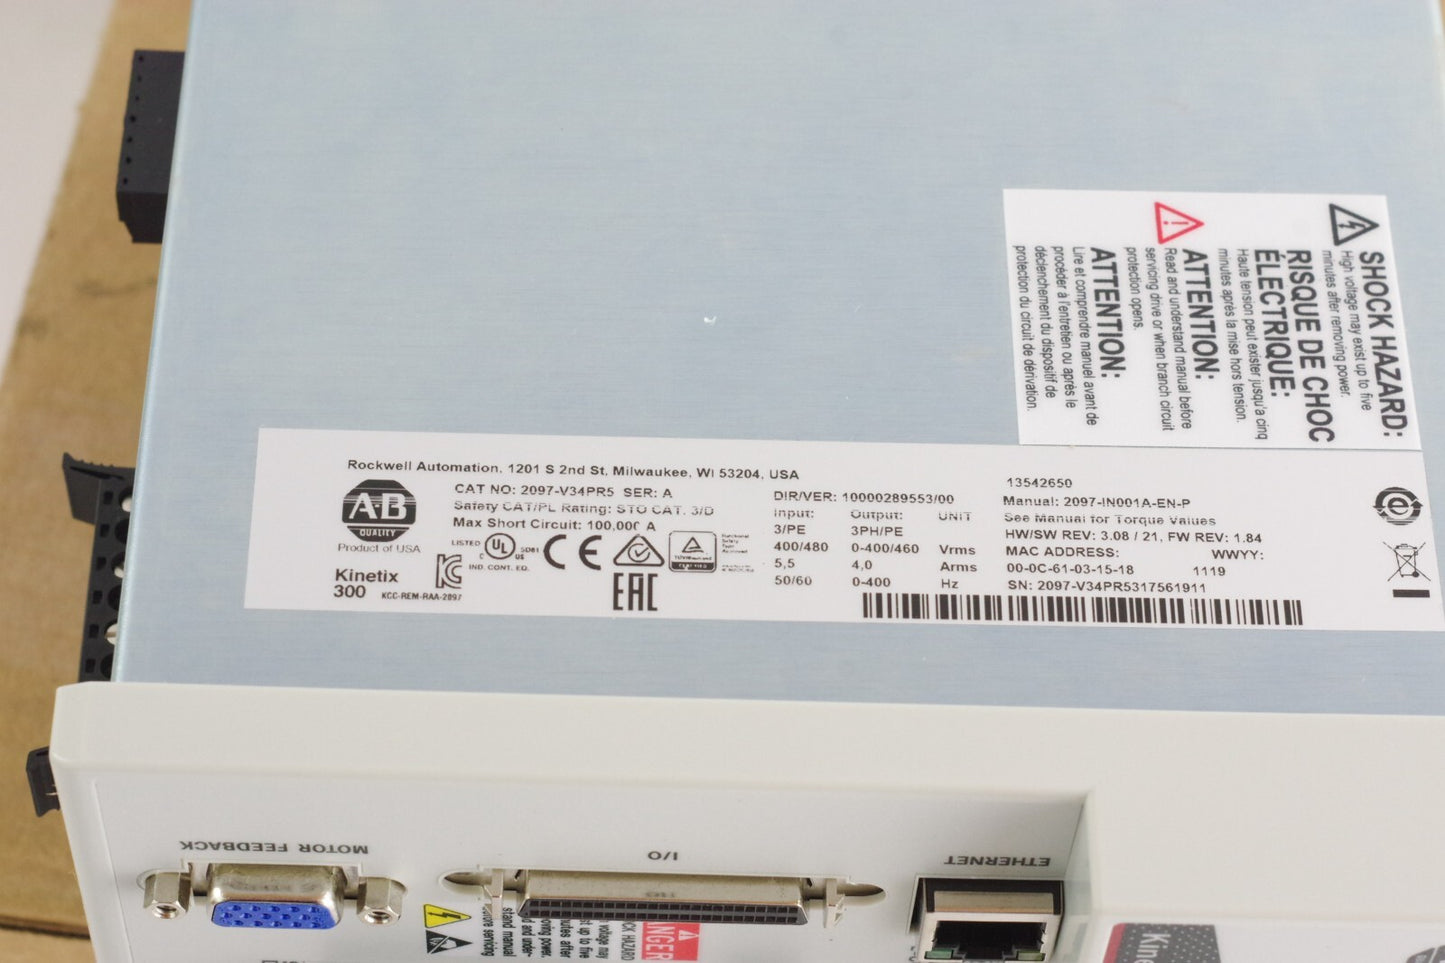 SHOCK HAZARD:
High voltage may exist up to five
minutes after removing power.
RISQUE DE CHOC
ÉLECTRIQUE:
Haute tension peut exister jusqu'a cinq
minutes après la mise hors tension.
ATTENTION:
Read and understand manual before
servicing drive or when branch circuit
protection opens.
ATTENTION:
Lire et comprendre manuel avant de
procéder à l'entretien ou après le
déclenchement du dispositif de
protection du circuit de dérivation.
Rockwell Automation, 1201 S 2nd St, Milwaukee, WI 53204, USA
A-B
QUALITY
Product of USA
Kinetix
300
CAT NO: 2097-V34PR5 SER: A
Safety CAT/PL Rating: STO CAT. 3/D
Max Short Circuit: 100,000 A
LISTED
C UL US
5D81
IND. CONT. EQ.
KCC-REM-RAA-2097
CE
EAC
DIR/VER: 10000289553/00
Input: Output: UNIT
3/PE 3PH/PE
400/480 0-400/460 Vrms
5,5 4,0 Arms
50/60 0-400 Hz
13542650
Manual: 2097-IN001A-EN-P
See Manual for Torque Values
HW/SW REV: 3.08 / 21, FW REV: 1.84
MAC ADDRESS: WWYY:
00-0C-61-03-15-18 1119
SN: 2097-V34PR5317561911
MOTOR FEEDBACK
I/O
ETHERNET